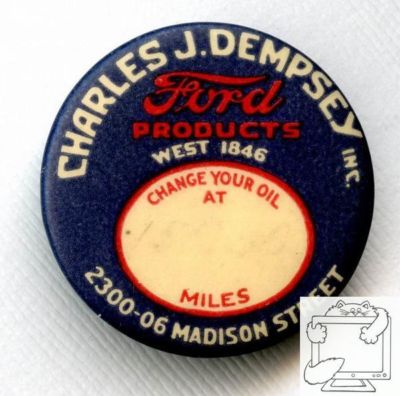 CHARLES J. DEMPSEY INC.
Ford
PRODUCTS
WEST 1846
CHANGE YOUR OIL
AT
MILES
2300-06 MADISON STREET